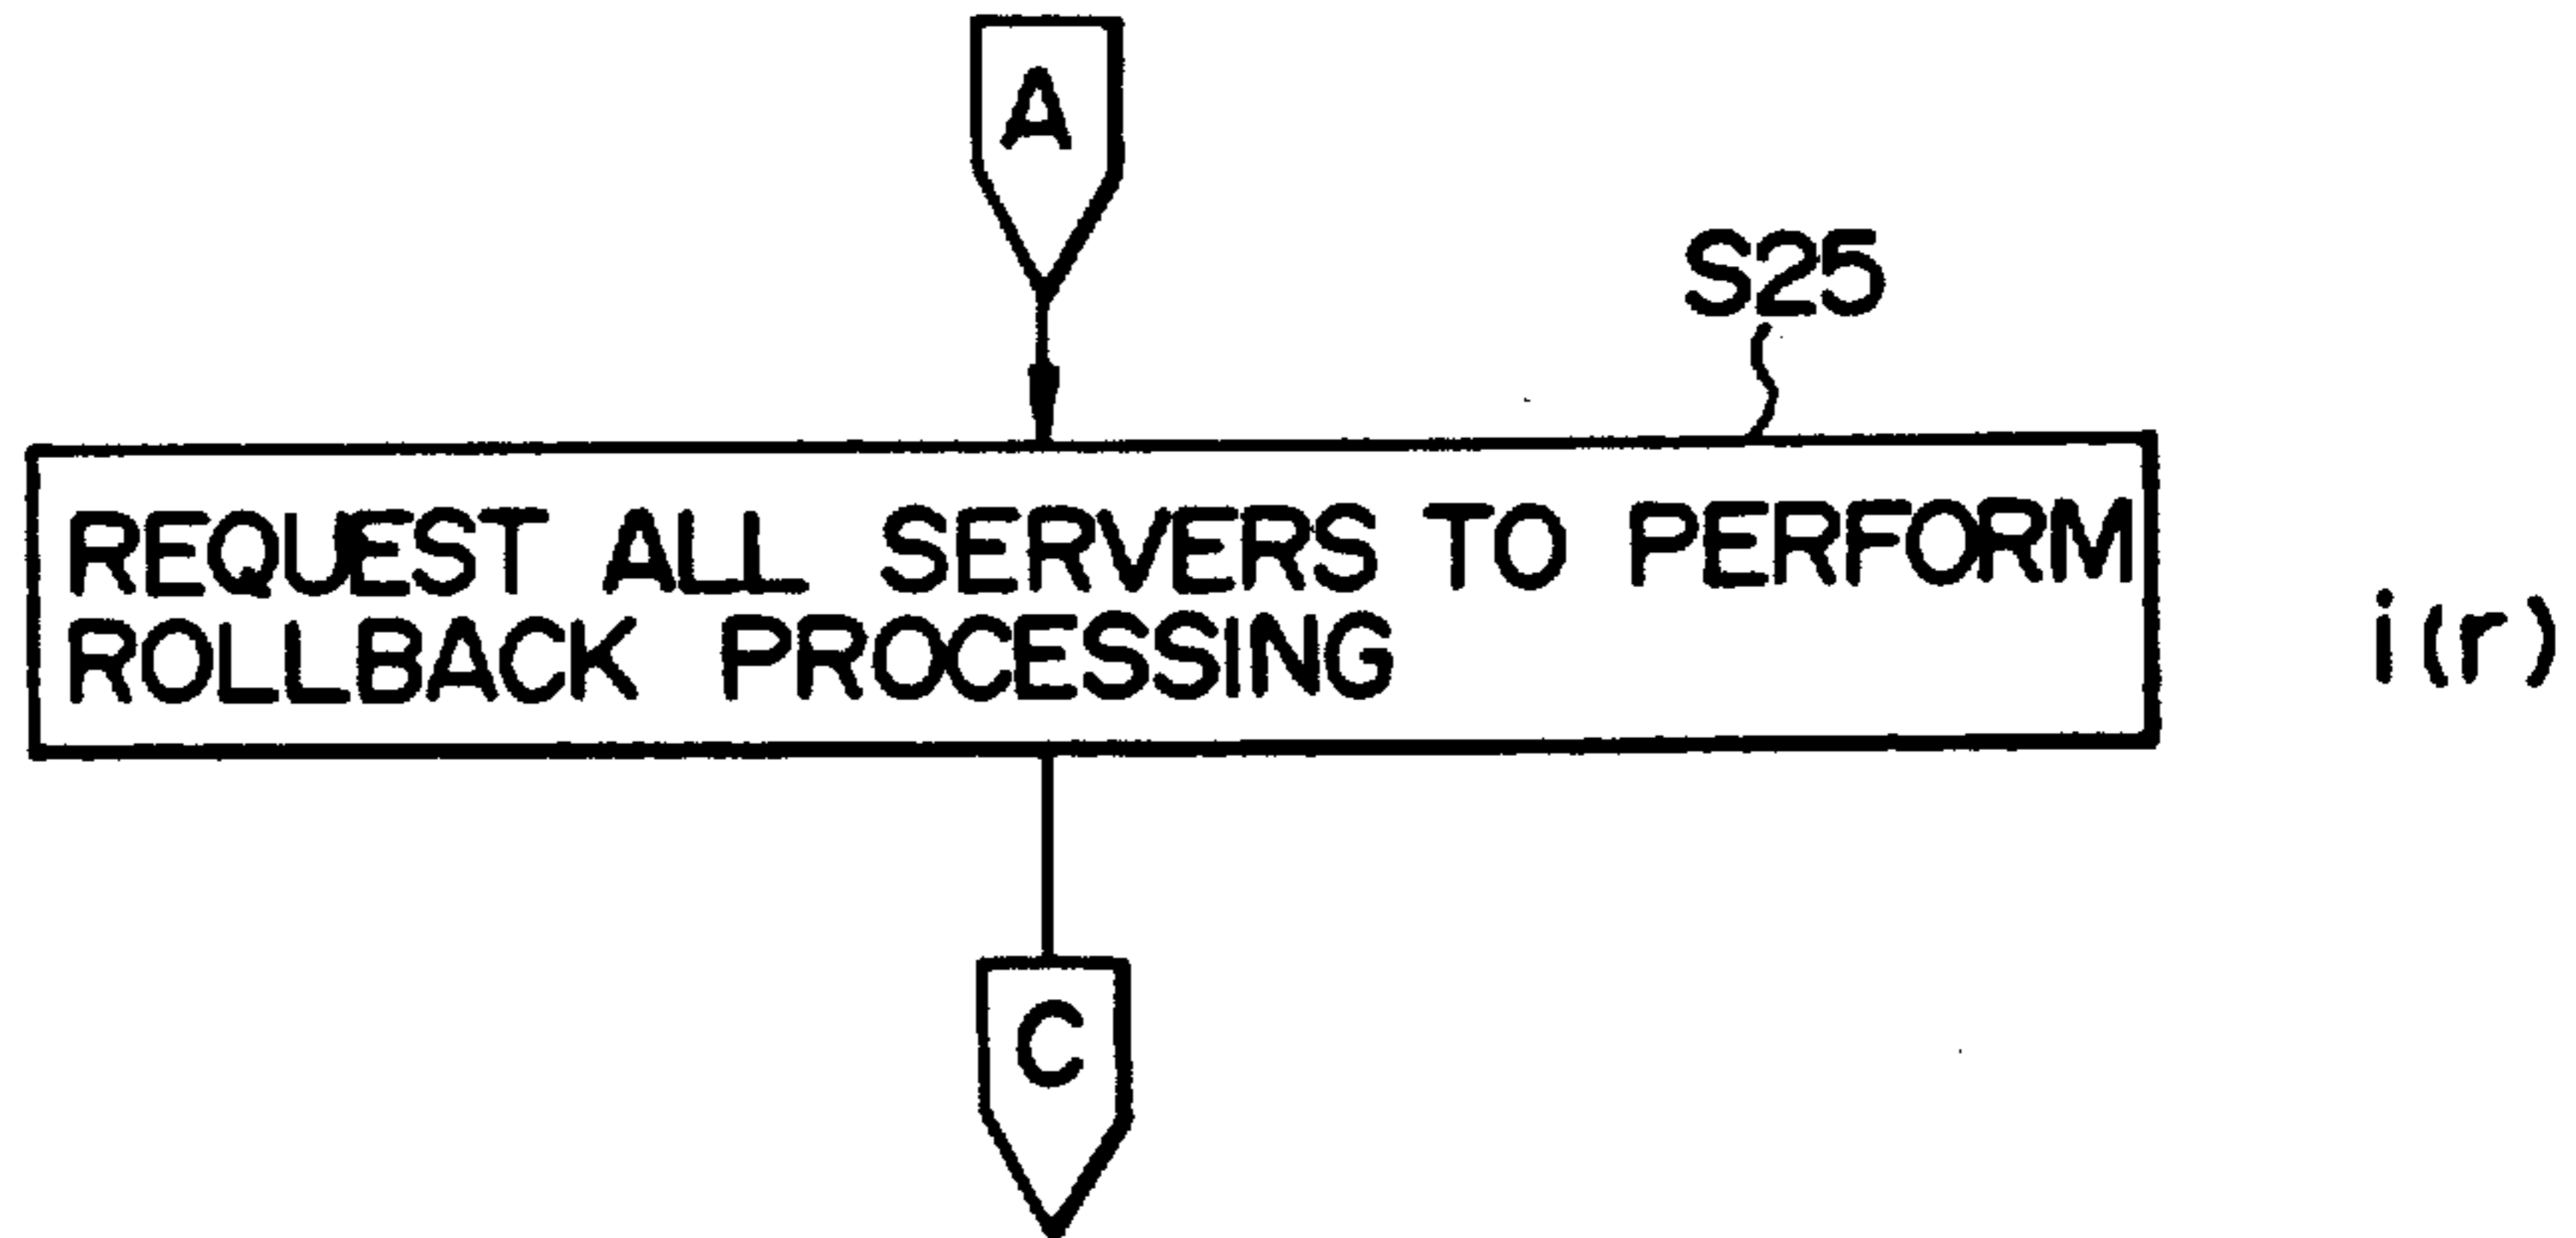 A
S25
REQUEST ALL SERVERS TO PERFORM
ROLLBACK PROCESSING
i(r)
C